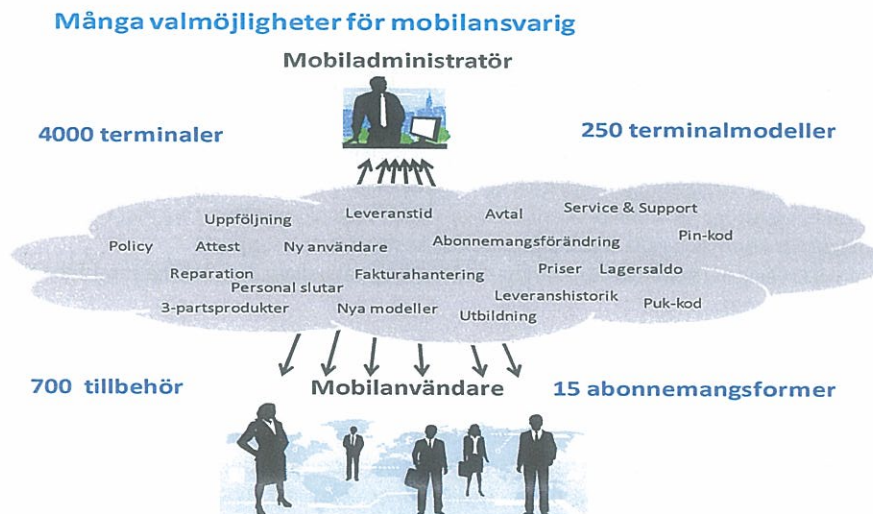 Många valmöjligheter för mobilansvarig
Mobiladministratör
4000 terminaler
250 terminalmodeller
Uppföljning
Leveranstid
Avtal
Service & Support
Policy
Attest
Ny användare
Abonnemangsförändring
Pin-kod
Reparation
Fakturahantering
Priser
Lagersaldo
Personal slutar
Leveranshistorik
3-partsprodukter
Nya modeller
Utbildning
Puk-kod
700 tillbehör
Mobilanvändare
15 abonnemangsformer